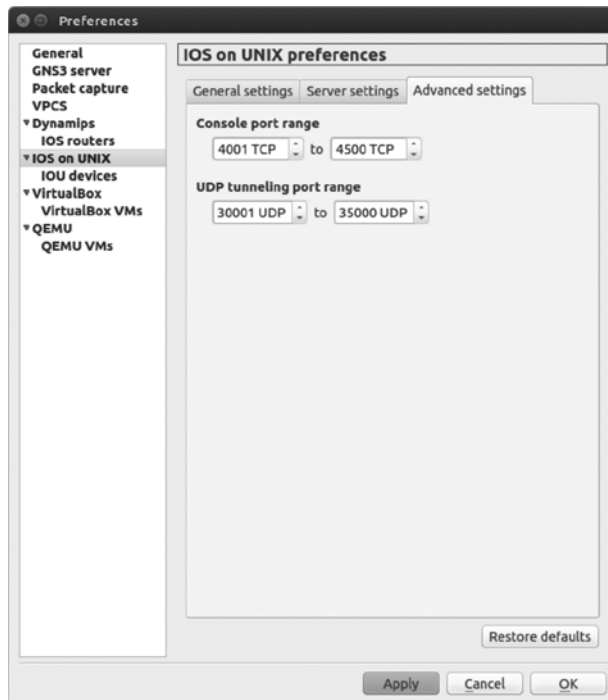 Preferences
General
GNS3 server
Packet capture
VPCS
Dynamips
IOS routers
IOS on UNIX
IOU devices
VirtualBox
VirtualBox VMs
QEMU
QEMU VMs
IOS on UNIX preferences
General settings Server settings Advanced settings
Console port range
4001 TCP to 4500 TCP
UDP tunneling port range
30001 UDP to 35000 UDP
Restore defaults
Apply Cancel OK